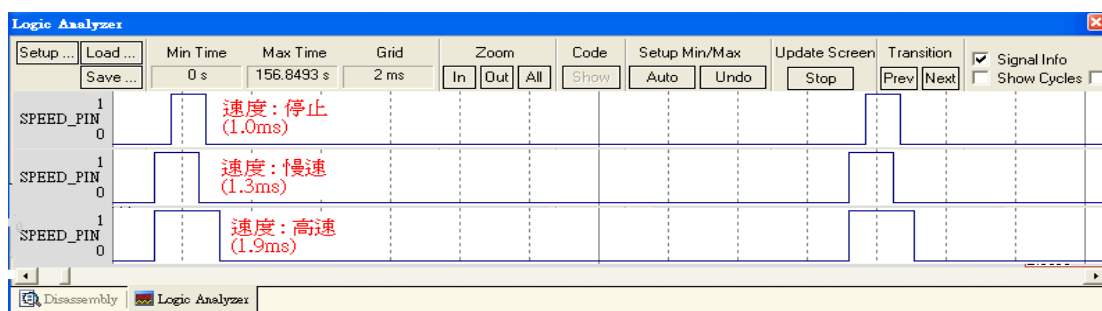 Logic Analyzer
Setup ... Load ... Min Time Max Time Grid Zoom Code Setup Min/Max Update Screen Transition Signal Info
Save ... 0 s 156.8493 s 2 ms In Out All Show Auto Undo Stop Prev Next Show Cycles
1
SPEED_PIN
0
速度:停止
(1.0ms)
1
SPEED_PIN
0
速度:慢速
(1.3ms)
1
SPEED_PIN
0
速度:高速
(1.9ms)
Disassembly Logic Analyzer